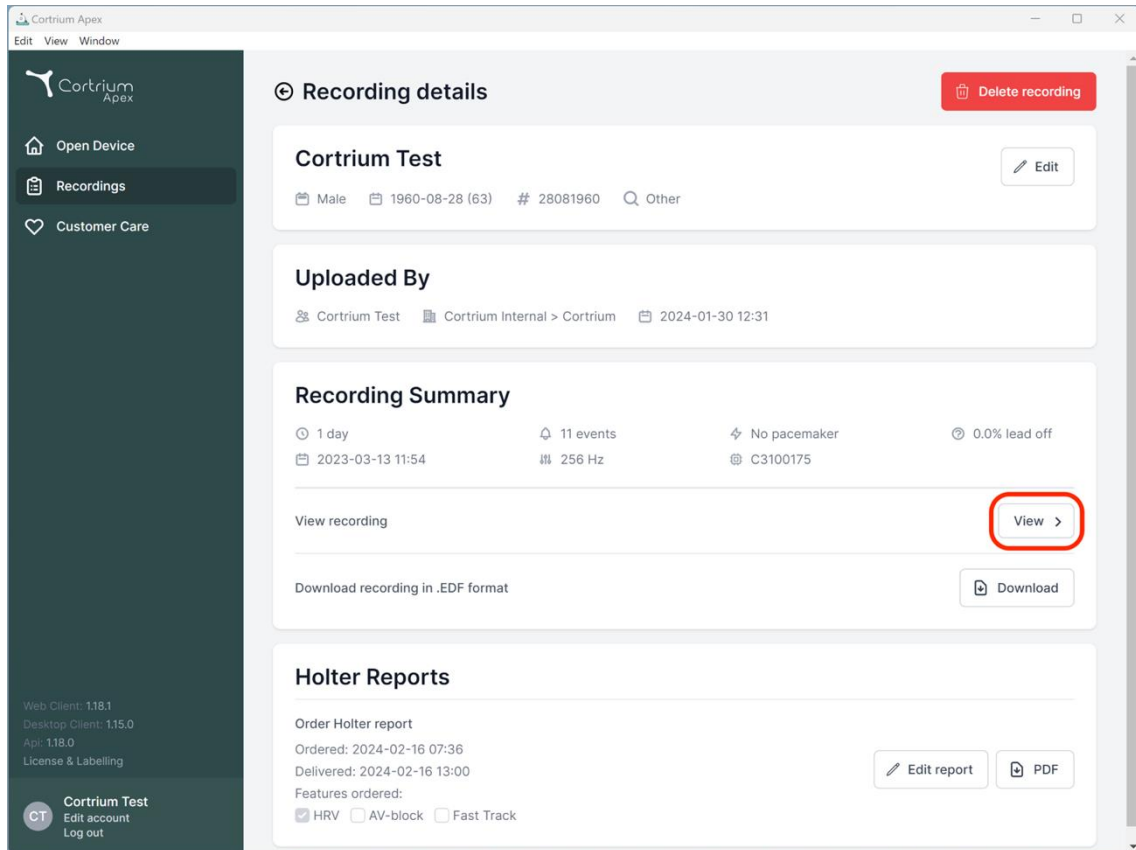 Cortrium Apex
Edit View Window
Cortrium
Apex
Open Device
Recordings
Customer Care
Web Client: 1.18.1
Desktop Client: 1.15.0
Api: 1.18.0
License & Labelling
CT
Cortrium Test
Edit account
Log out
Recording details
Delete recording
Cortrium Test
Edit
Male 1960-08-28 (63) # 28081960 Other
Uploaded By
Cortrium Test Cortrium Internal > Cortrium 2024-01-30 12:31
Recording Summary
1 day 11 events No pacemaker 0.0% lead off
2023-03-13 11:54 256 Hz C3100175
View recording View >
Download recording in .EDF format Download
Holter Reports
Order Holter report
Ordered: 2024-02-16 07:36
Delivered: 2024-02-16 13:00
Edit report PDF
Features ordered:
HRV AV-block Fast Track